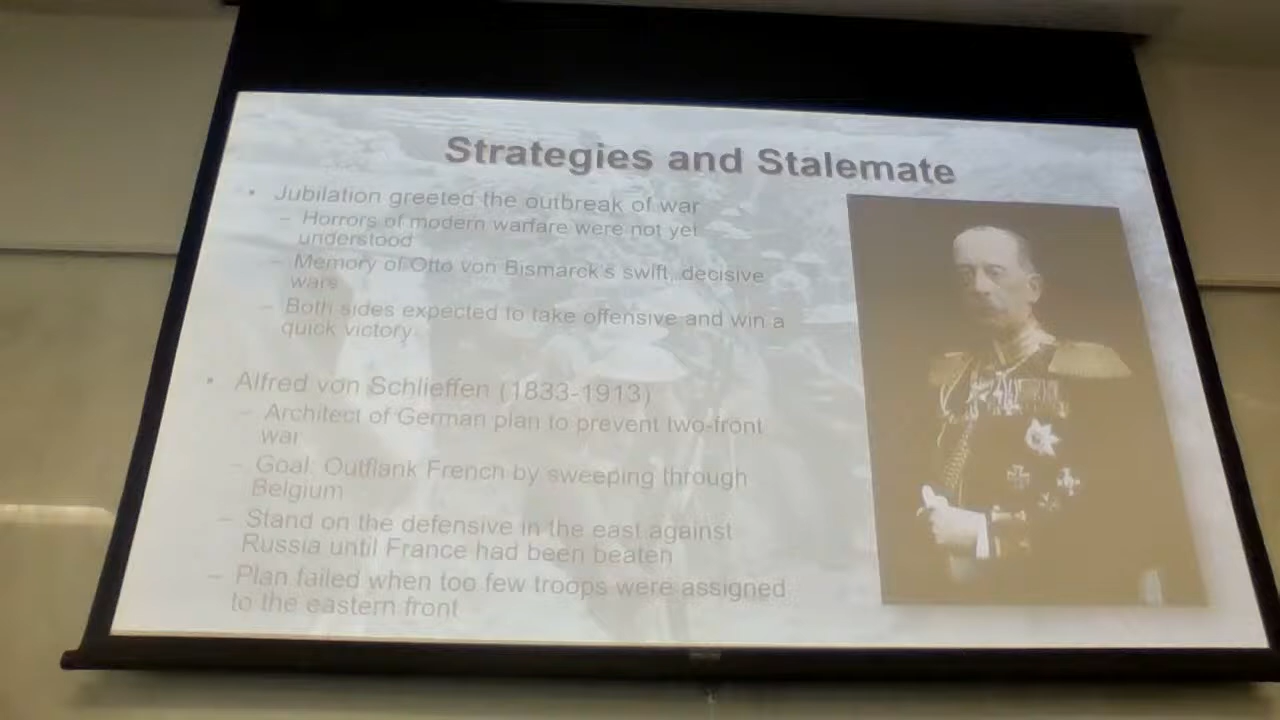 Strategies and Stalemate
• Jubilation greeted the outbreak of war
– Horrors of modern warfare were not yet
understood
– Memory of Otto von Bismarck's swift, decisive
wars
– Both sides expected to take offensive and win a
quick victory
• Alfred von Schlieffen (1833-1913)
– Architect of German plan to prevent two-front
war
– Goal: Outflank French by sweeping through
Belgium
– Stand on the defensive in the east against
Russia until France had been beaten
– Plan failed when too few troops were assigned
to the eastern front